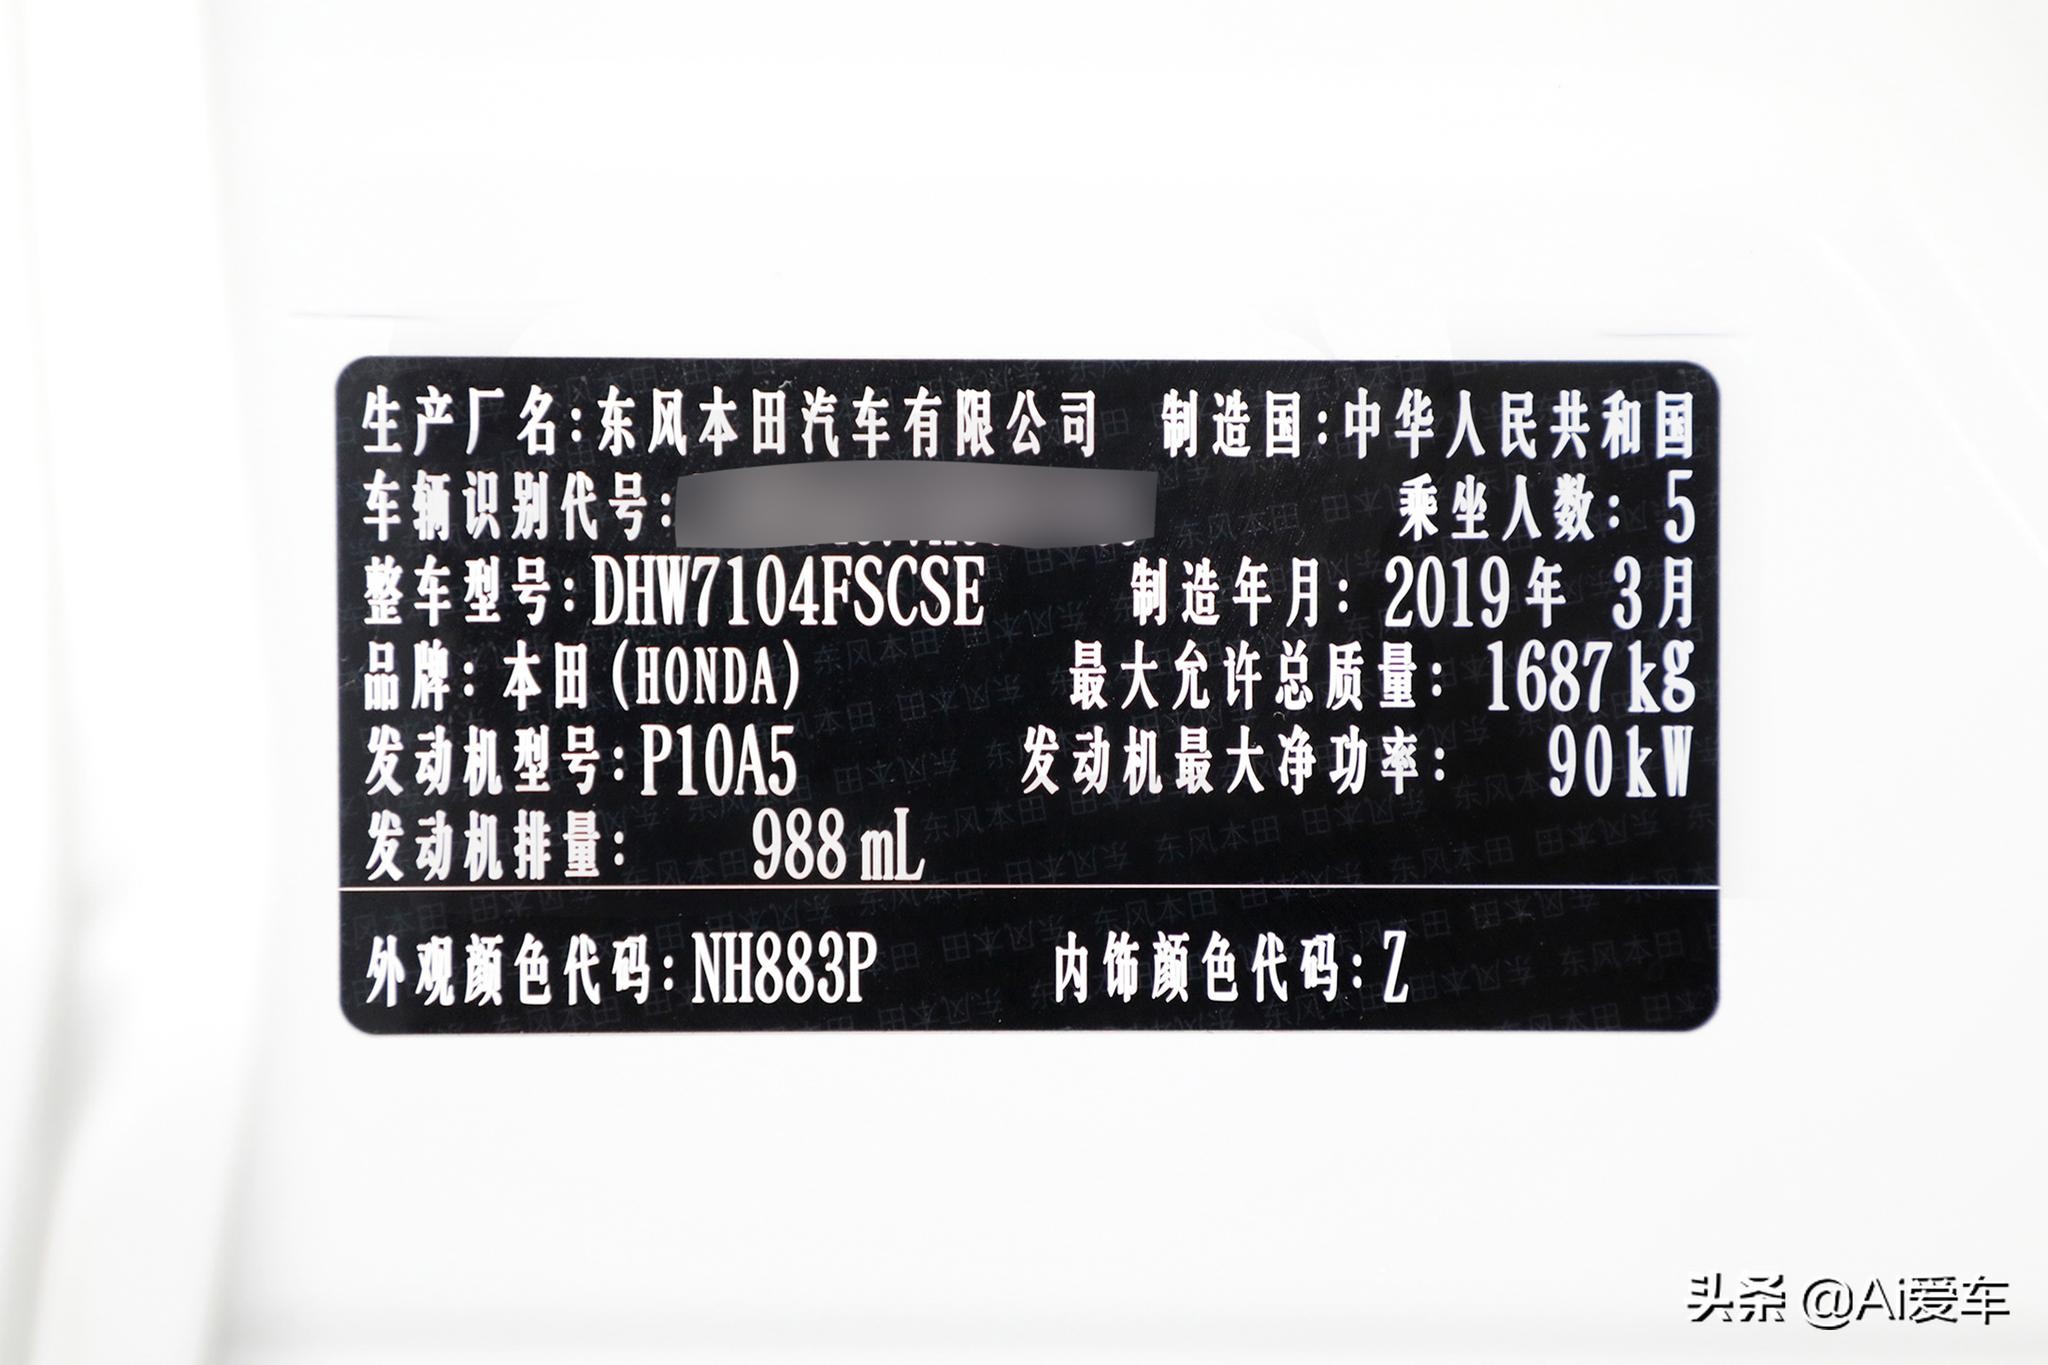 生产厂名:东风本田汽车有限公司 制造国:中华人民共和国
车辆识别代号: 乘坐人数: 5
整车型号:DHW7104FSCSE 制造年月: 2019年 3月
品牌: 本田(HONDA) 最大允许总质量: 1687kg
发动机型号:P10A5 发动机最大净功率: 90kW
发动机排量: 988mL
外观颜色代码:NH883P 内饰颜色代码:Z
头条 @Ai爱车